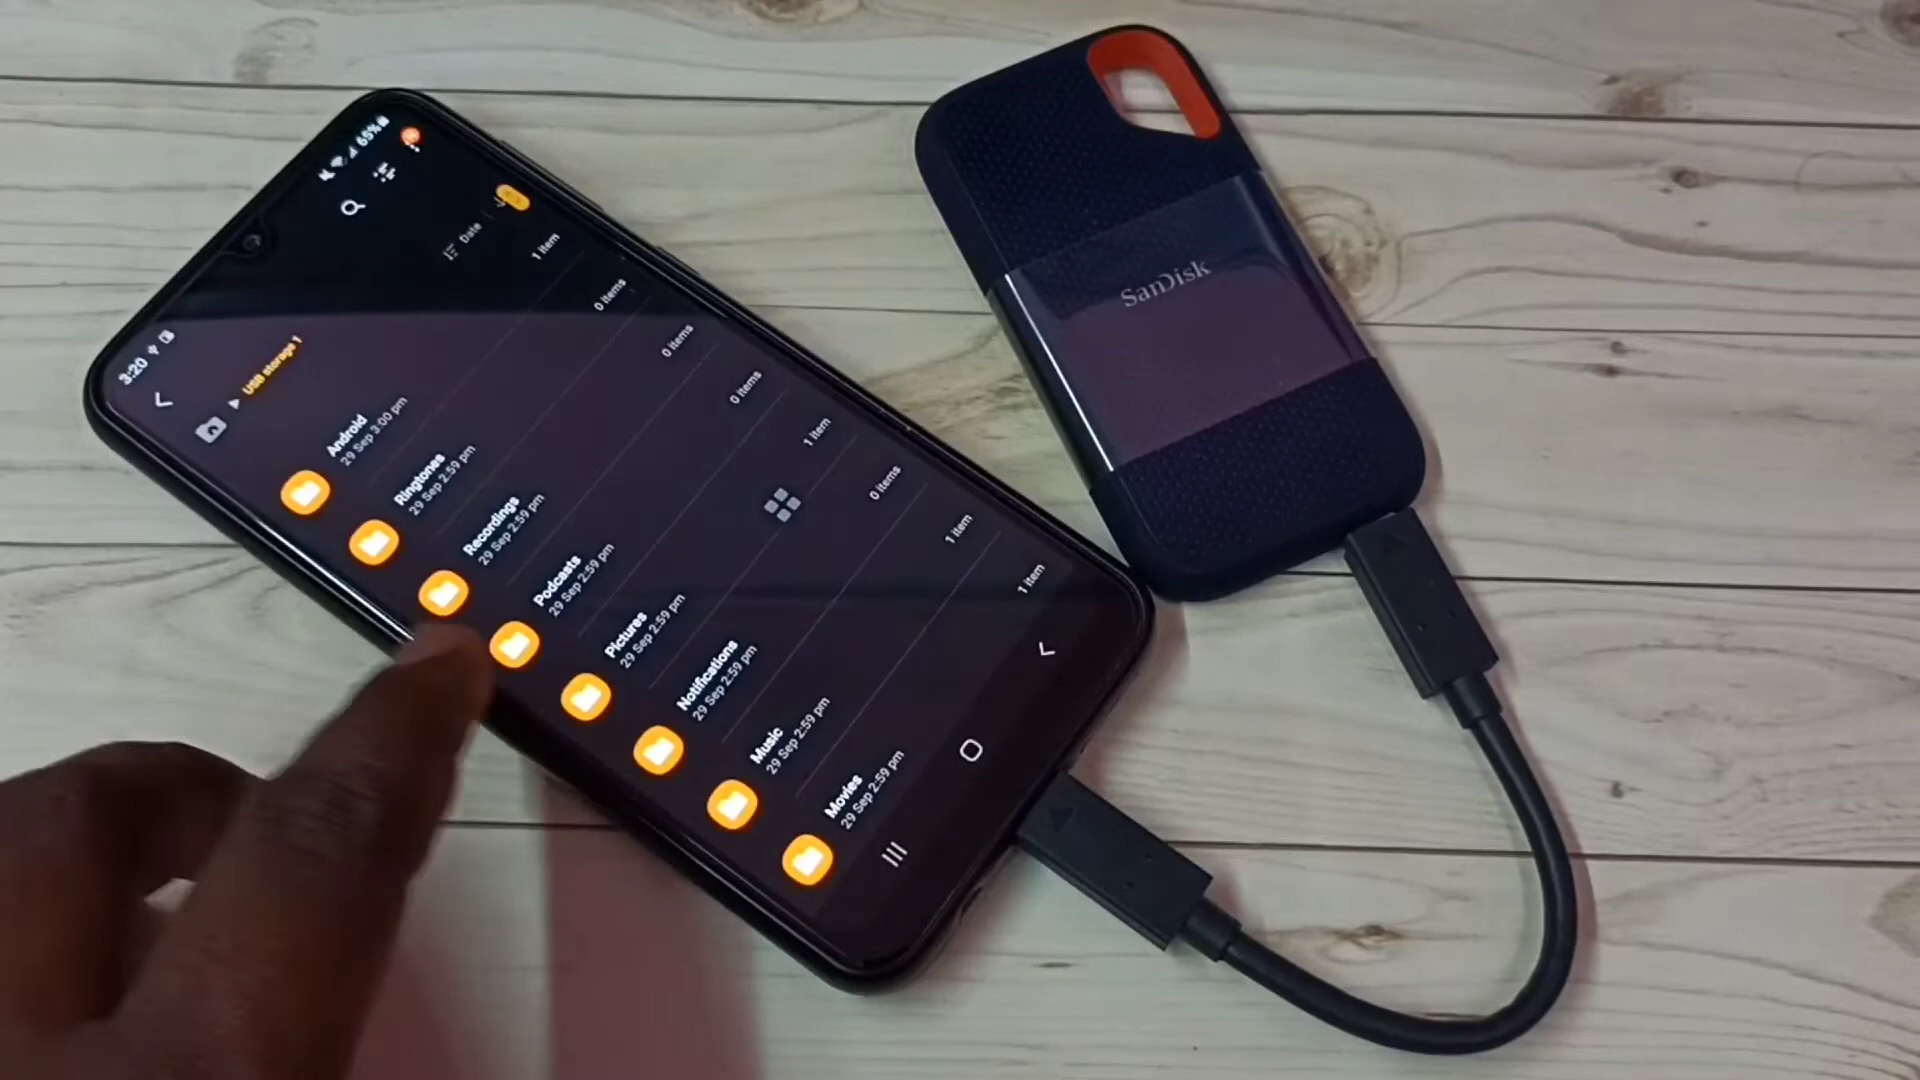 3:20
65%
USB storage 1
Date
Android
29 Sep 3:00 pm
1 item
Ringtones
29 Sep 2:59 pm
0 items
Recordings
29 Sep 2:59 pm
0 items
Podcasts
29 Sep 2:59 pm
0 items
Pictures
29 Sep 2:59 pm
1 item
Notifications
29 Sep 2:59 pm
0 items
Music
29 Sep 2:59 pm
1 item
Movies
29 Sep 2:59 pm
1 item
SanDisk